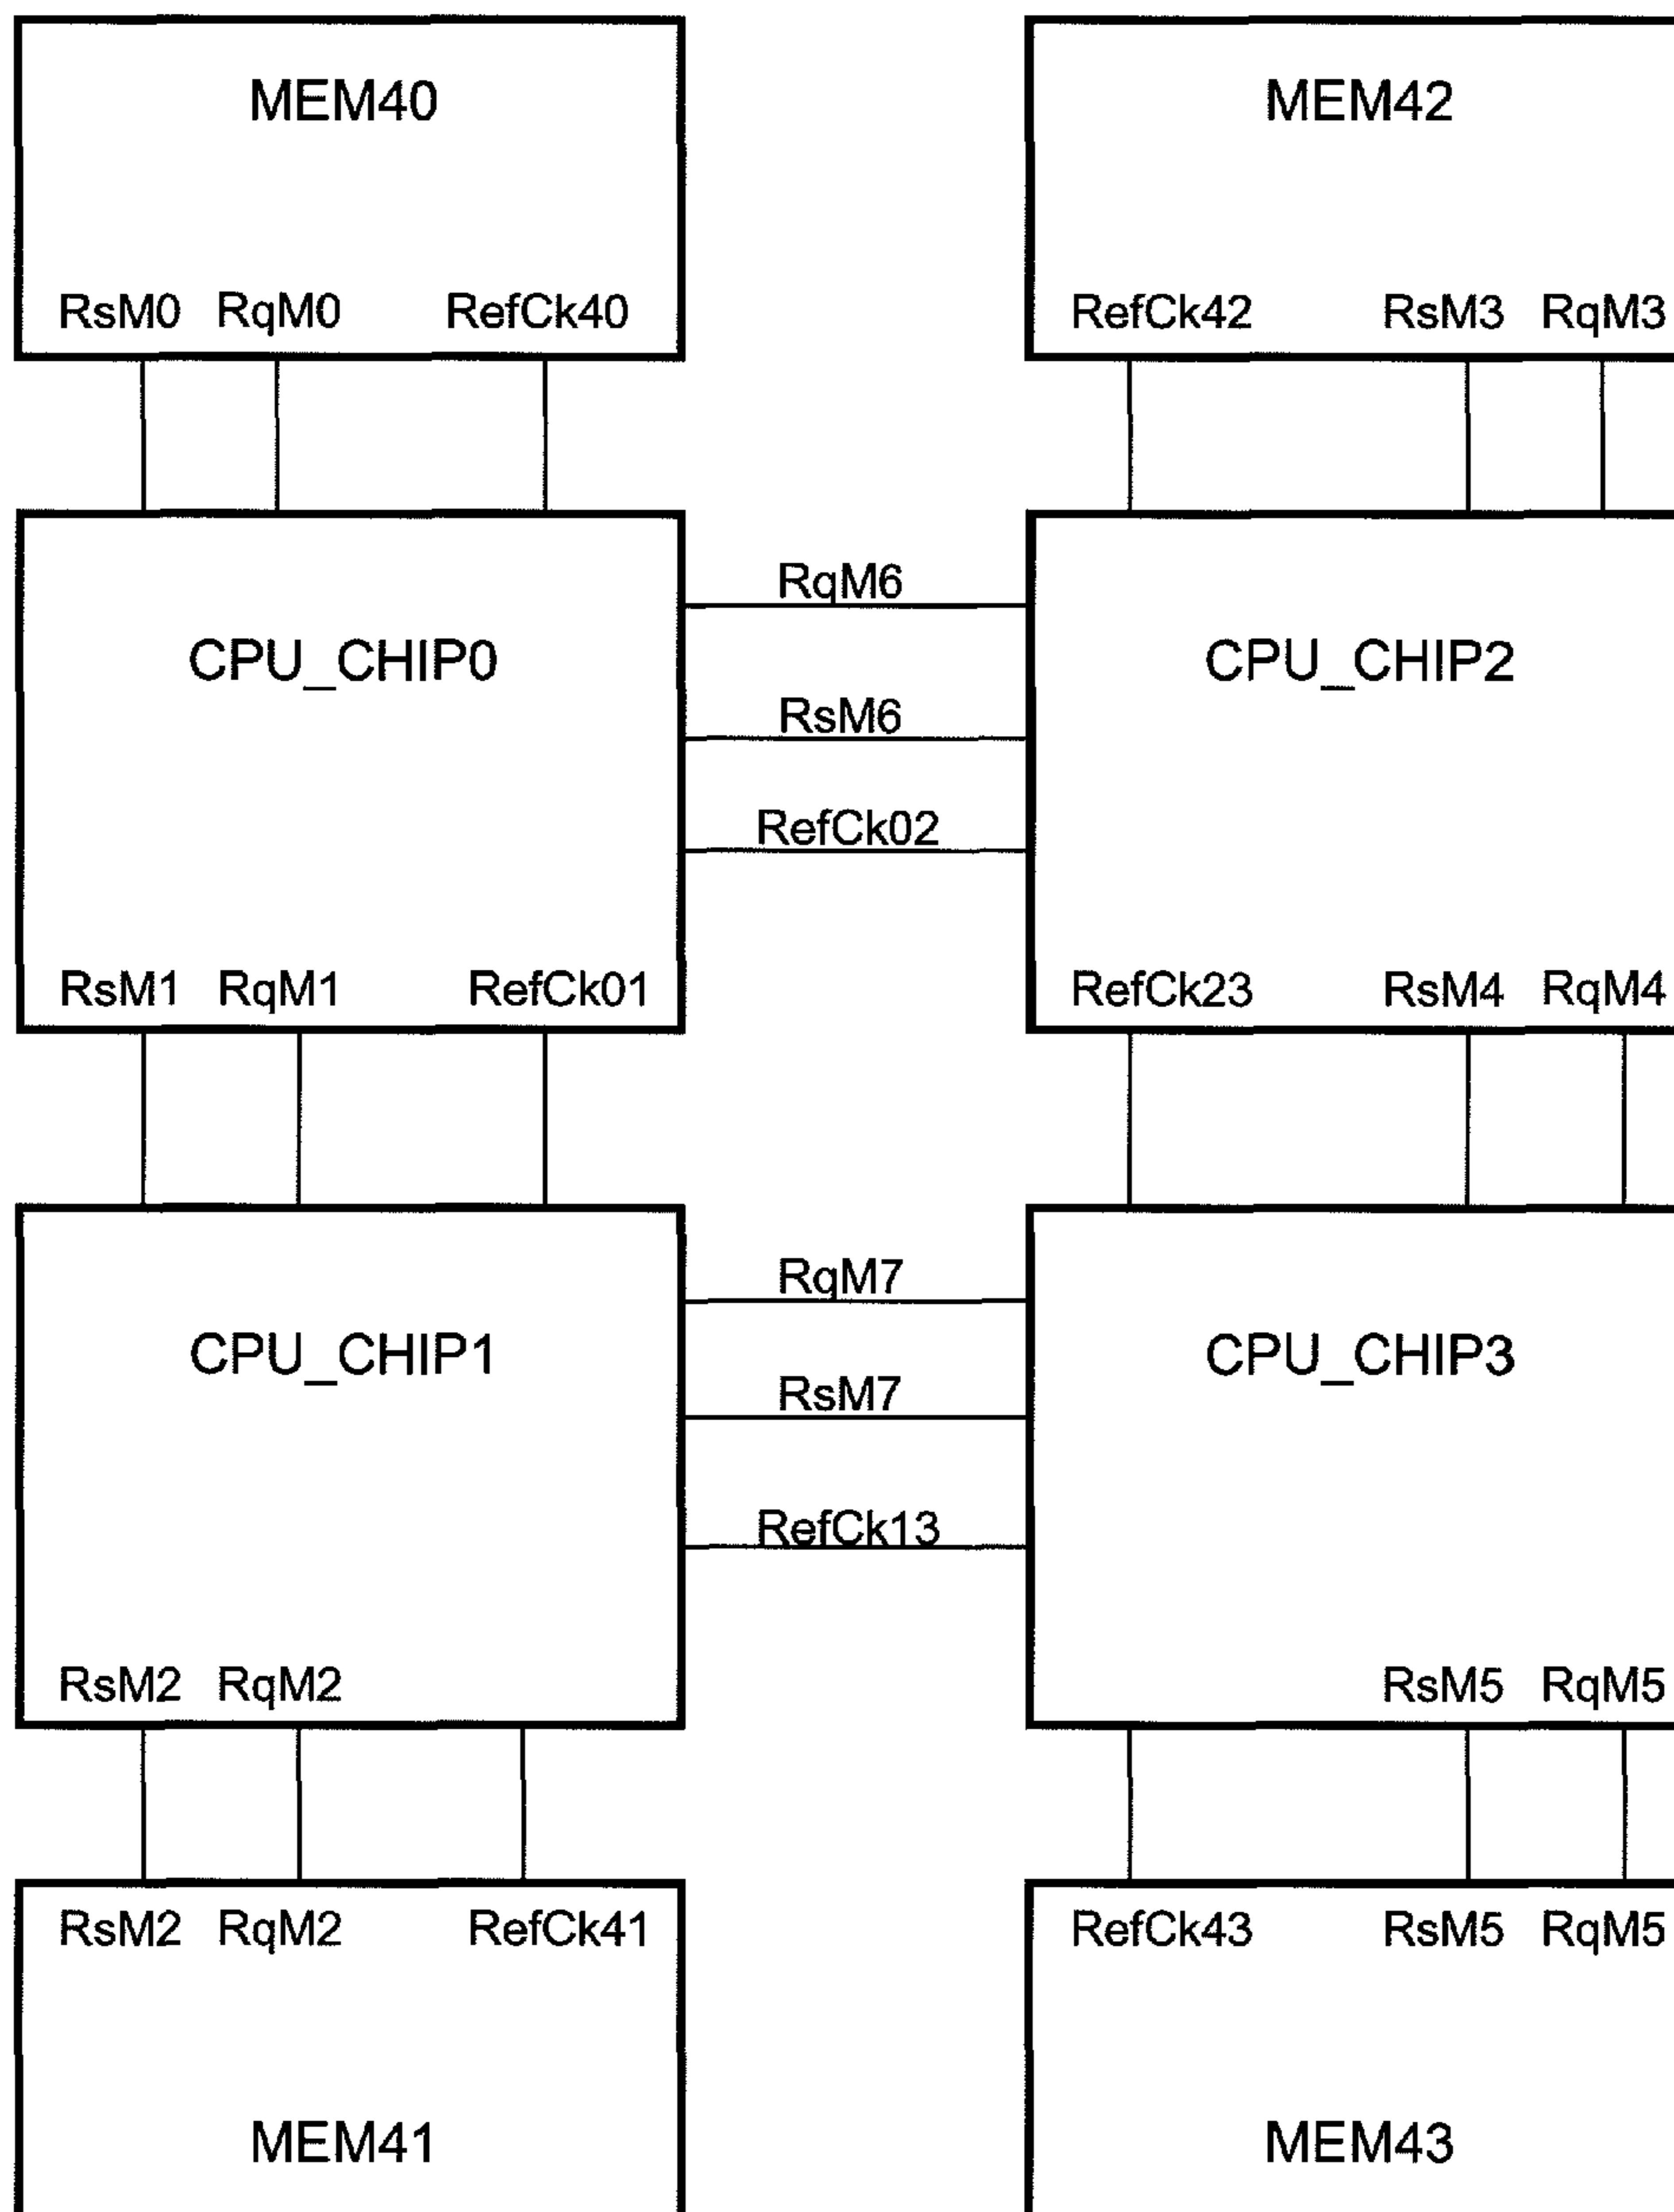 MEM40 MEM42
RsM0 RqM0 RefCk40 RefCk42 RsM3 RqM3
RqM6
CPU_CHIP0 CPU_CHIP2
RsM6
RefCk02
RsM1 RqM1 RefCk01 RefCk23 RsM4 RqM4
RqM7
CPU_CHIP1 CPU_CHIP3
RsM7
RefCk13
RsM2 RqM2 RsM5 RqM5
RsM2 RqM2 RefCk41 RefCk43 RsM5 RqM5
MEM41 MEM43